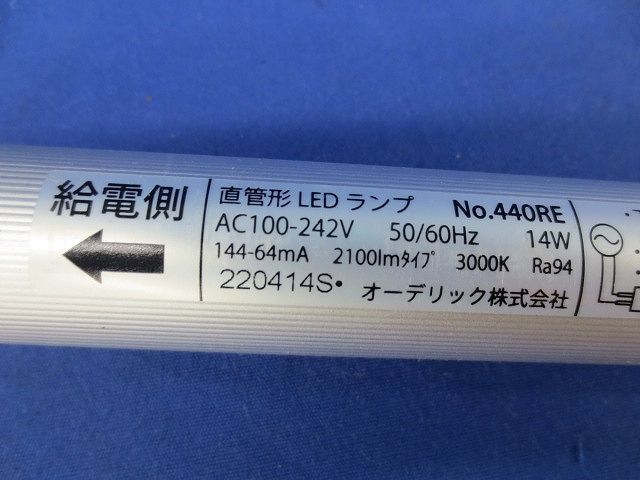 給電側
直管形 LED ランプ No.440RE
AC100-242V 50/60Hz 14W
144-64mA 2100lmタイプ 3000K Ra94
220414S• オーデリック株式会社